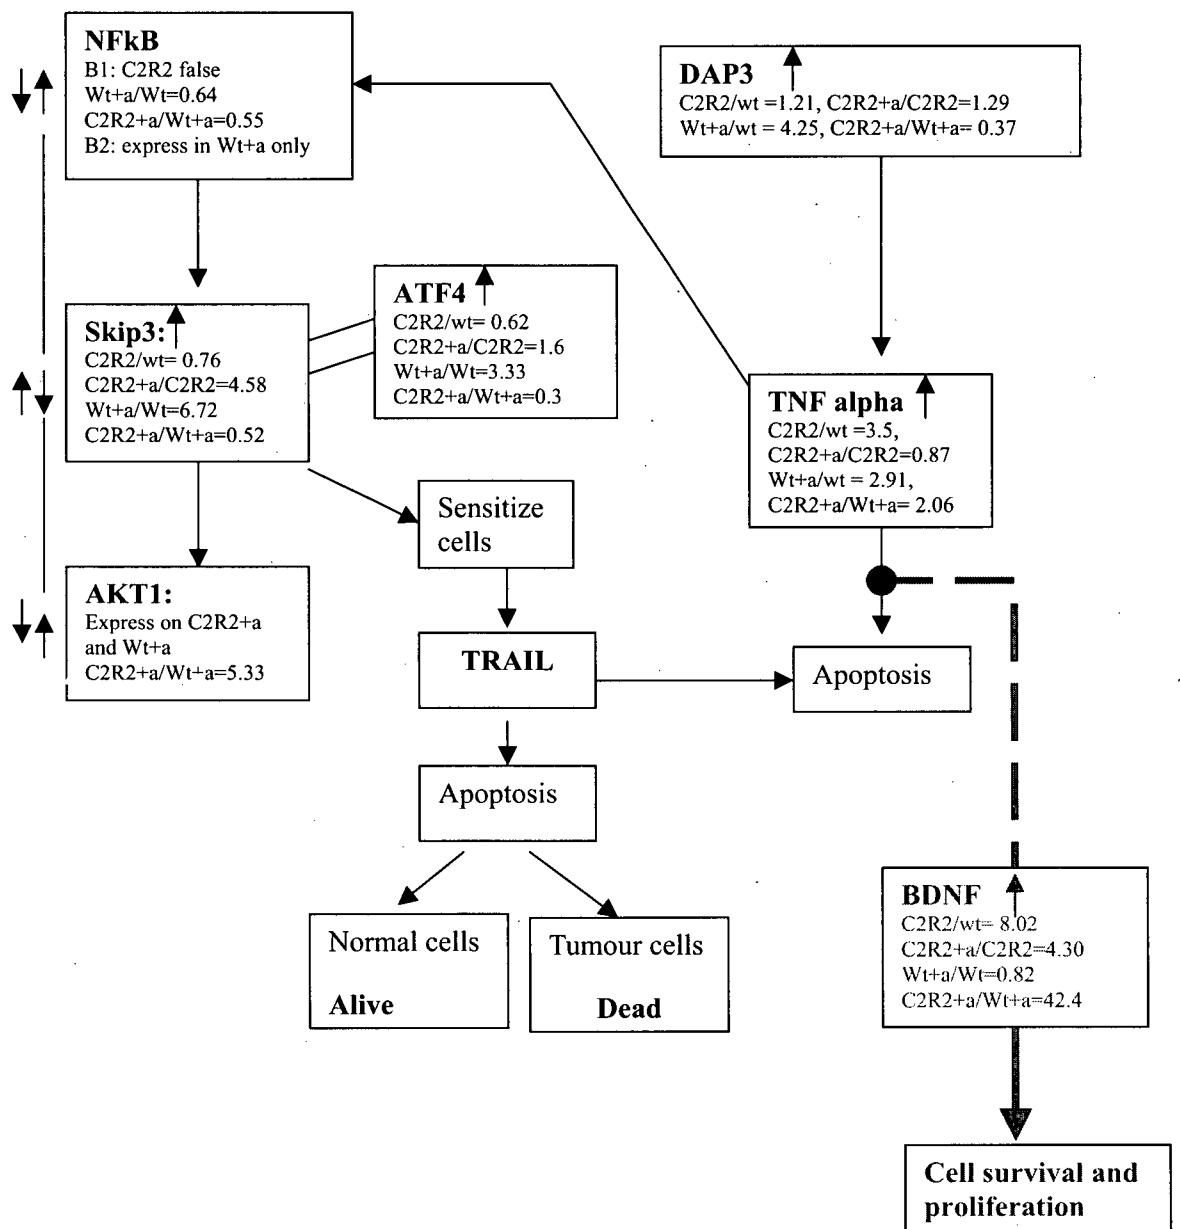 NFkB
B1: C2R2 false
Wt+a/Wt=0.64
C2R2+a/Wt+a=0.55
B2: express in Wt+a only
DAP3
C2R2/wt =1.21, C2R2+a/C2R2=1.29
Wt+a/wt = 4.25, C2R2+a/Wt+a= 0.37
Skip3:
C2R2/wt= 0.76
C2R2+a/C2R2=4.58
Wt+a/Wt=6.72
C2R2+a/Wt+a=0.52
ATF4
C2R2/wt= 0.62
C2R2+a/C2R2=1.6
Wt+a/Wt=3.33
C2R2+a/Wt+a=0.3
TNF alpha
C2R2/wt =3.5,
C2R2+a/C2R2=0.87
Wt+a/wt = 2.91,
C2R2+a/Wt+a= 2.06
Sensitize
cells
AKT1:
Express on C2R2+a
and Wt+a
C2R2+a/Wt+a=5.33
TRAIL
Apoptosis
Apoptosis
Normal cells
Alive
Tumour cells
Dead
BDNF
C2R2/wt= 8.02
C2R2+a/C2R2=4.30
Wt+a/Wt=0.82
C2R2+a/Wt+a=42.4
Cell survival and
proliferation